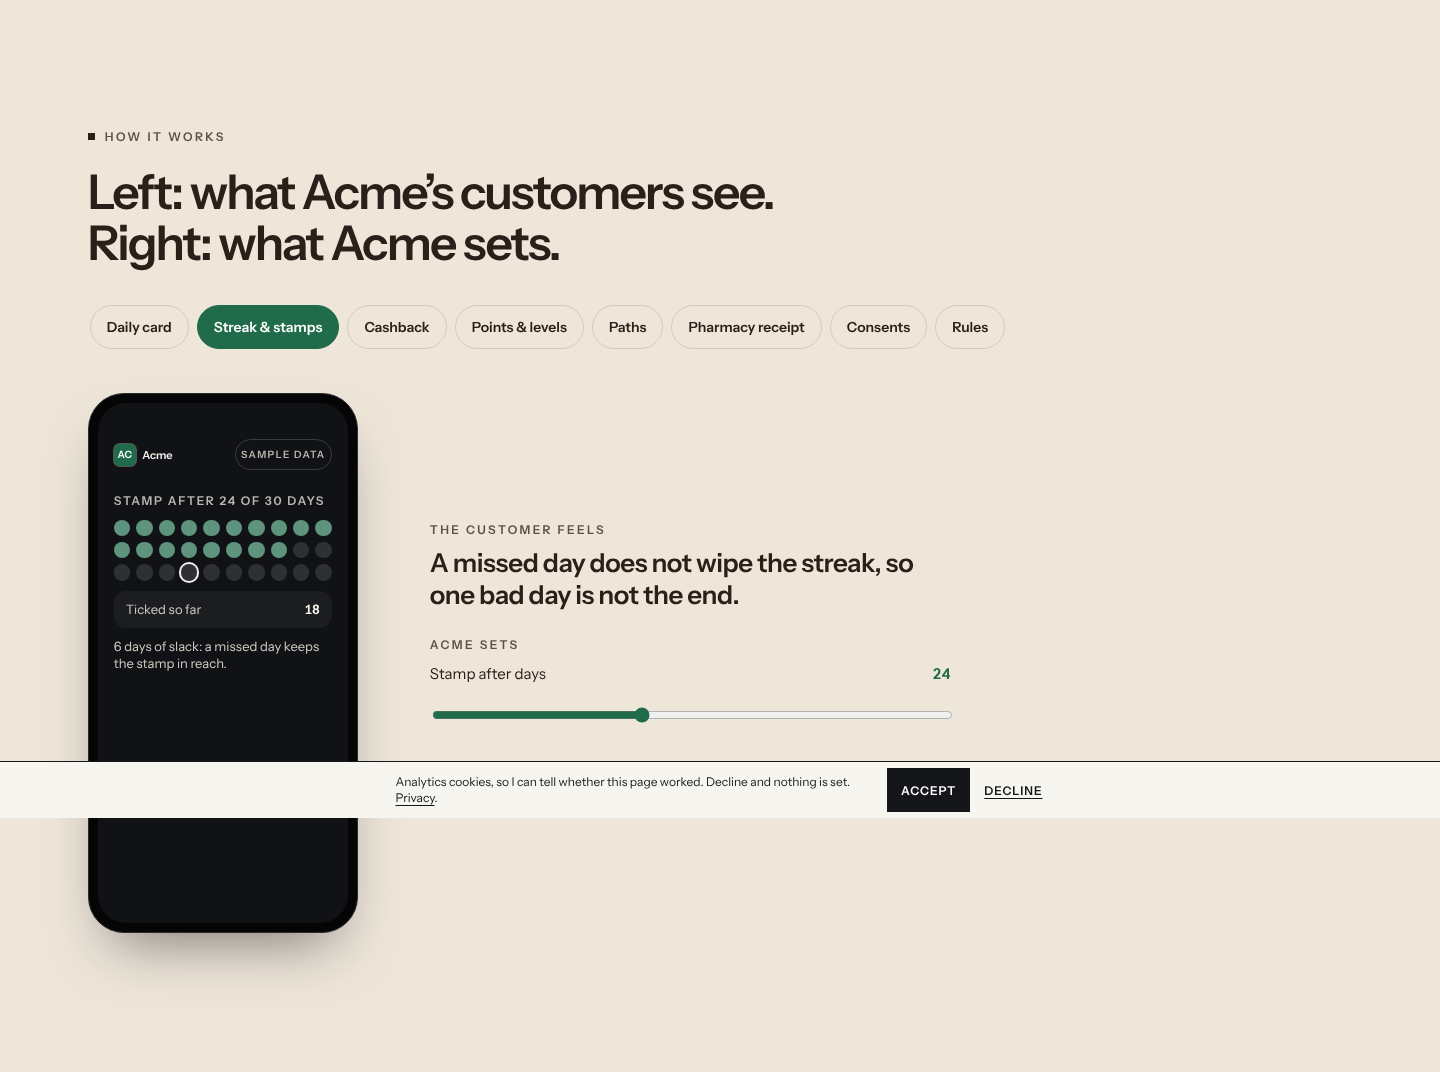 HOW IT WORKS
Left: what Acme’s customers see.
Right: what Acme sets.
Daily card
Streak & stamps
Cashback
Points & levels
Paths
Pharmacy receipt
Consents
Rules
AC
Acme
SAMPLE DATA
STAMP AFTER 24 OF 30 DAYS
Ticked so far
18
6 days of slack: a missed day keeps
the stamp in reach.
THE CUSTOMER FEELS
A missed day does not wipe the streak, so
one bad day is not the end.
ACME SETS
Stamp after days
24
Analytics cookies, so I can tell whether this page worked. Decline and nothing is set.
Privacy.
ACCEPT
DECLINE